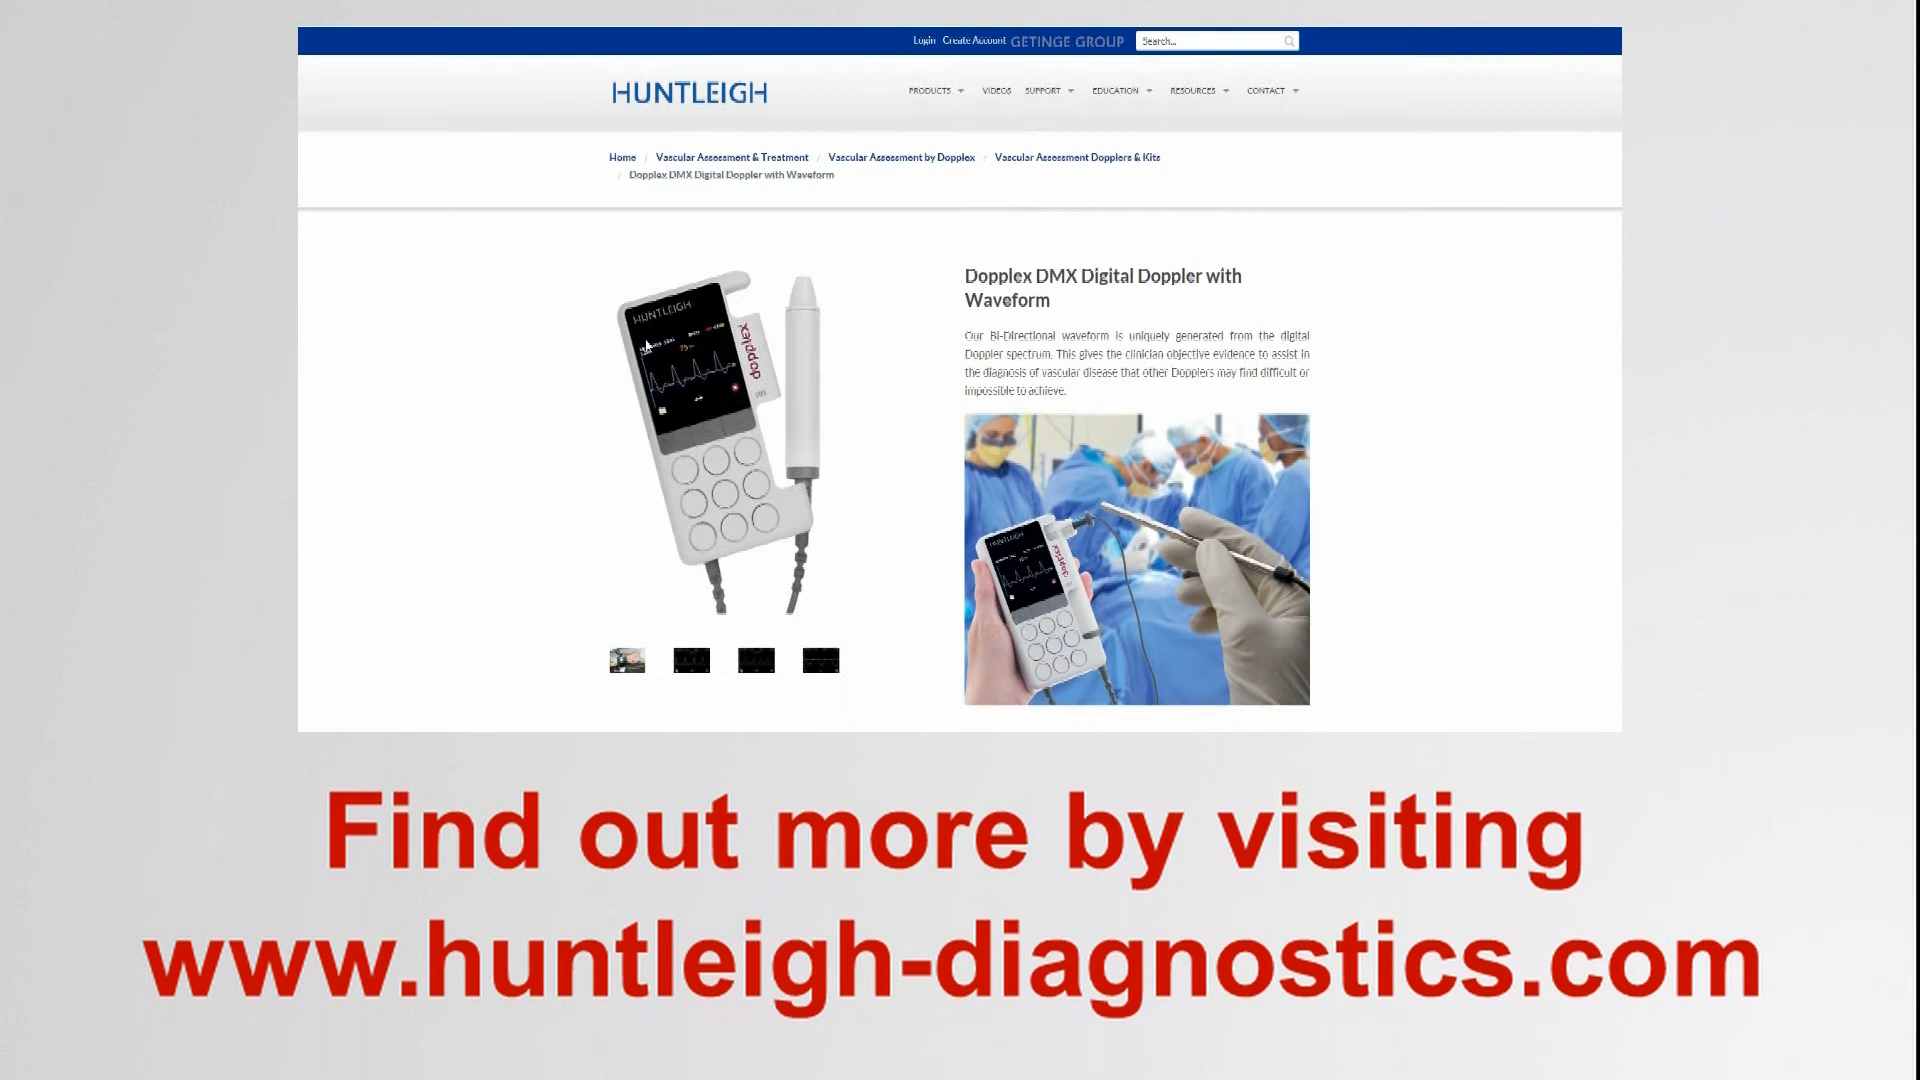 Login Create Account GETINGE GROUP Search...
HUNTLEIGH
PRODUCTS VIDEOS SUPPORT EDUCATION RESOURCES CONTACT
Home / Vascular Assessment & Treatment / Vascular Assessment by Dopplex / Vascular Assessment Dopplers & Kits
/ Dopplex DMX Digital Doppler with Waveform
HUNTLEIGH
dopplex
DMX
Dopplex DMX Digital Doppler with
Waveform
Our Bi-Directional waveform is uniquely generated from the digital
Doppler spectrum. This gives the clinician objective evidence to assist in
the diagnosis of vascular disease that other Dopplers may find difficult or
impossible to achieve.
HUNTLEIGH
dopplex
Find out more by visiting
www.huntleigh-diagnostics.com